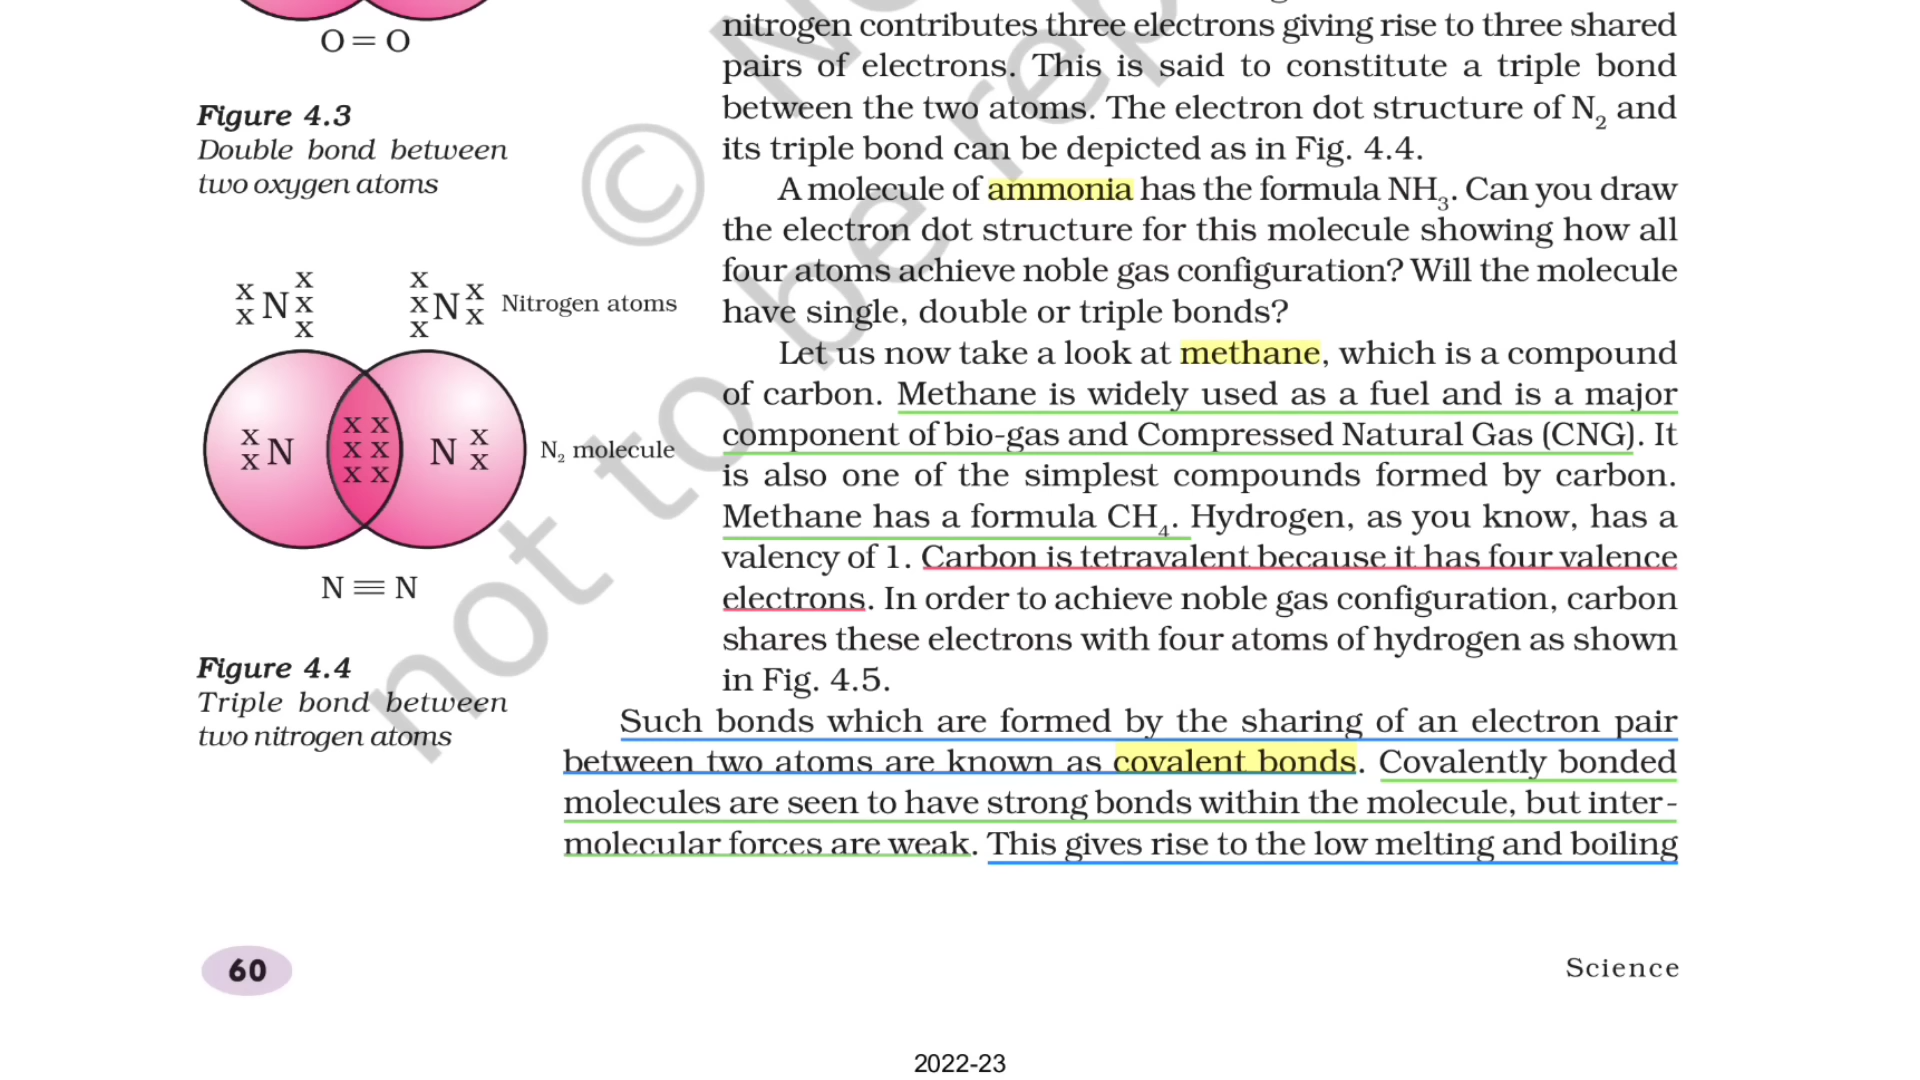 O = O
Figure 4.3
Double bond between
two oxygen atoms
x x x x
x N x x N x Nitrogen atoms
x x x x
x N x x x x x x N x N₂ molecule
x x
N ≡ N
Figure 4.4
Triple bond between
two nitrogen atoms
nitrogen contributes three electrons giving rise to three shared
pairs of electrons. This is said to constitute a triple bond
between the two atoms. The electron dot structure of N₂ and
its triple bond can be depicted as in Fig. 4.4.
A molecule of ammonia has the formula NH₃. Can you draw
the electron dot structure for this molecule showing how all
four atoms achieve noble gas configuration? Will the molecule
have single, double or triple bonds?
Let us now take a look at methane, which is a compound
of carbon. Methane is widely used as a fuel and is a major
component of bio-gas and Compressed Natural Gas (CNG). It
is also one of the simplest compounds formed by carbon.
Methane has a formula CH₄. Hydrogen, as you know, has a
valency of 1. Carbon is tetravalent because it has four valence
electrons. In order to achieve noble gas configuration, carbon
shares these electrons with four atoms of hydrogen as shown
in Fig. 4.5.
Such bonds which are formed by the sharing of an electron pair
between two atoms are known as covalent bonds. Covalently bonded
molecules are seen to have strong bonds within the molecule, but inter-
molecular forces are weak. This gives rise to the low melting and boiling
© N
not to be rep
60
Science
2022-23